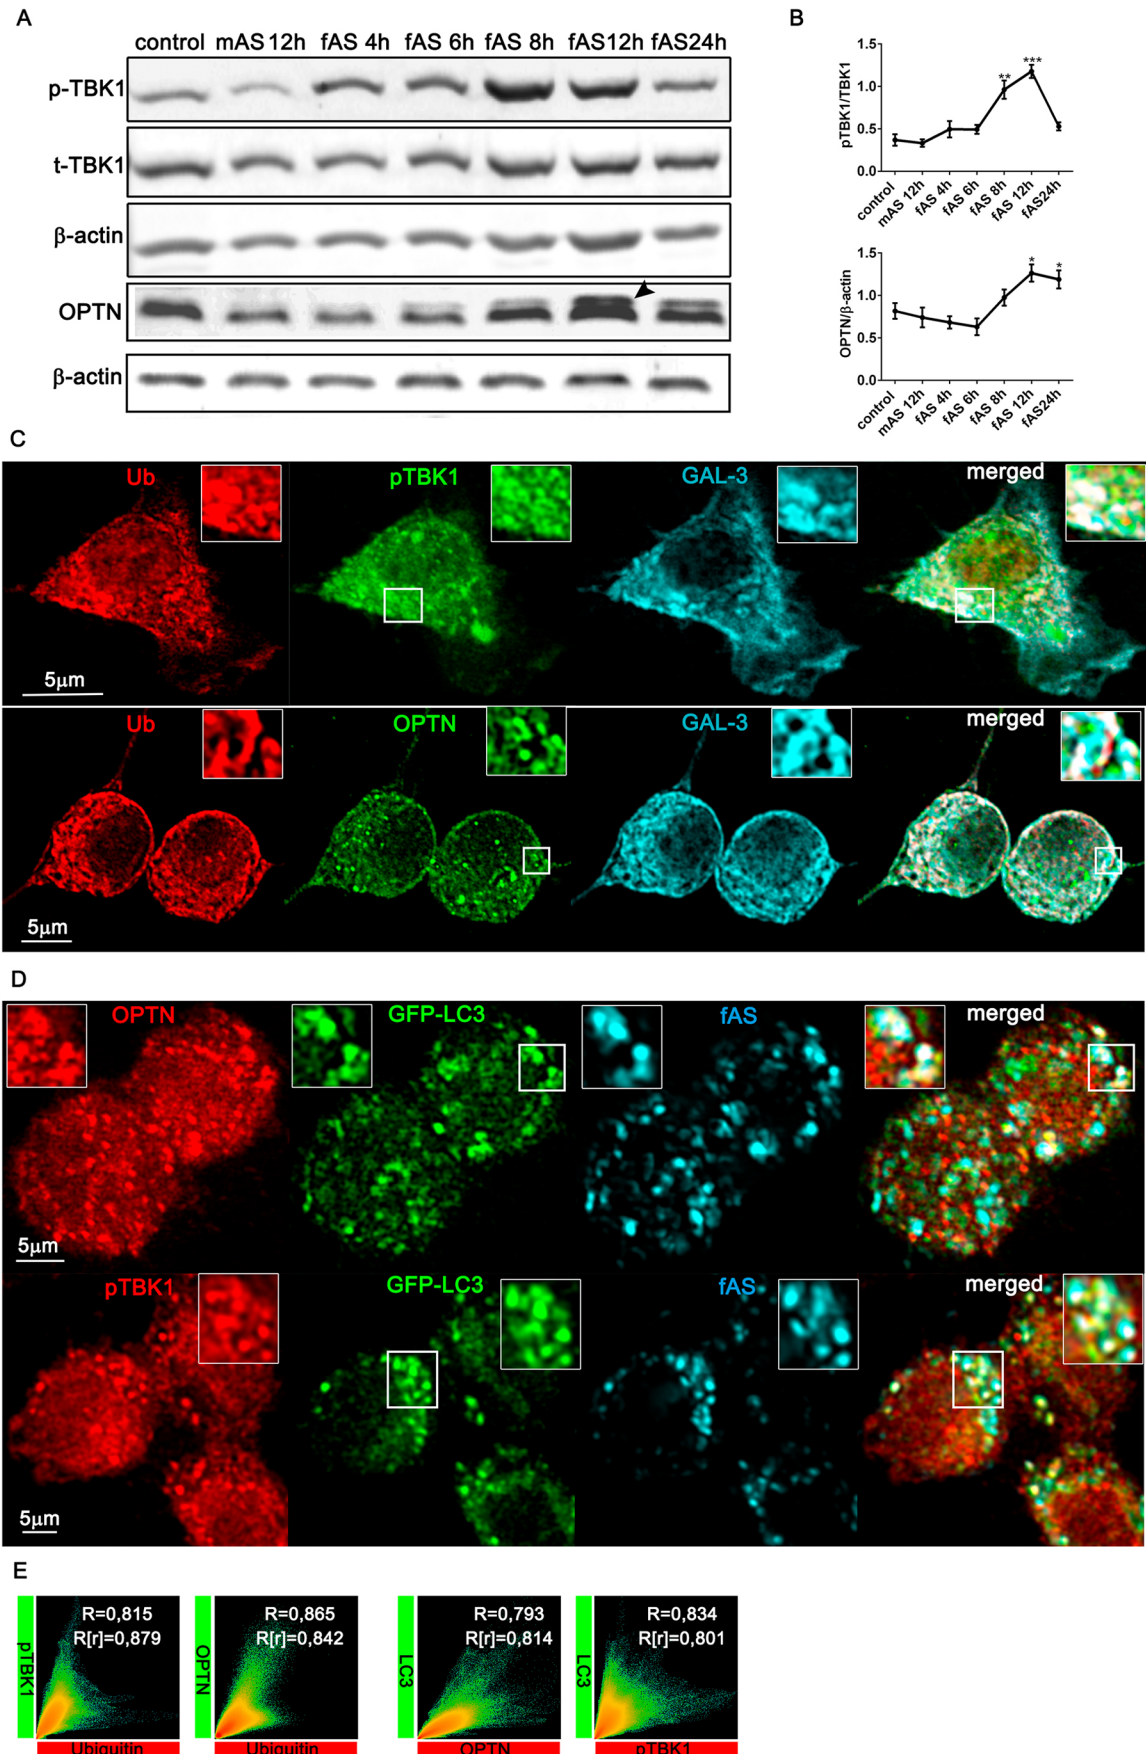 A
control mAS 12h fAS 4h fAS 6h fAS 8h fAS12h fAS24h
p-TBK1
t-TBK1
β-actin
OPTN
β-actin
B
pTBK1/TBK1
1.5
1.0
0.5
0.0
control mAS 12h fAS 4h fAS 6h fAS 8h fAS 12h fAS24h
** ***
OPTN/β-actin
1.5
1.0
0.5
0.0
control mAS 12h fAS 4h fAS 6h fAS 8h fAS 12h fAS24h
* *
C
Ub pTBK1 GAL-3 merged
5μm
Ub OPTN GAL-3 merged
5μm
D
OPTN GFP-LC3 fAS merged
5μm
pTBK1 GFP-LC3 fAS merged
5μm
E
pTBK1
R=0,815
R[r]=0,879
Ubiquitin
OPTN
R=0,865
R[r]=0,842
Ubiquitin
LC3
R=0,793
R[r]=0,814
OPTN
LC3
R=0,834
R[r]=0,801
pTBK1